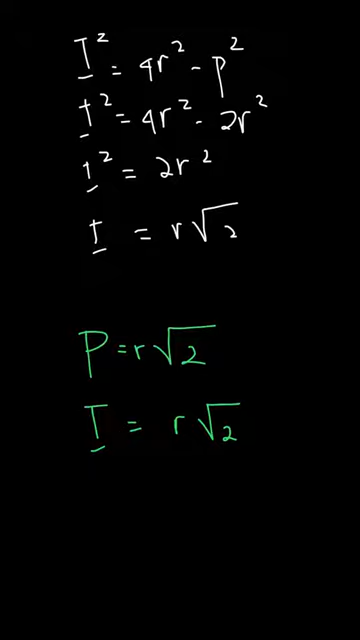 I² = 4r² - p²
I² = 4r² - 2r²
I² = 2r²
I = r√2
P = r√2
I = r√2